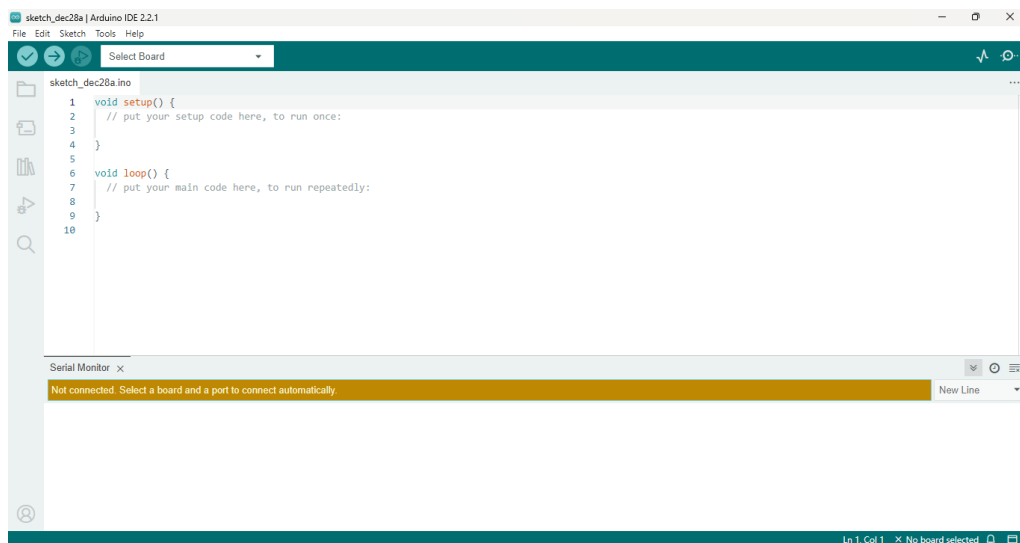 sketch_dec28a | Arduino IDE 2.2.1
File Edit Sketch Tools Help
Select Board
sketch_dec28a.ino
1 void setup() {
2 // put your setup code here, to run once:
3
4 }
5
6 void loop() {
7 // put your main code here, to run repeatedly:
8
9 }
10
Serial Monitor
Not connected. Select a board and a port to connect automatically.
New Line
Ln 1, Col 1 No board selected